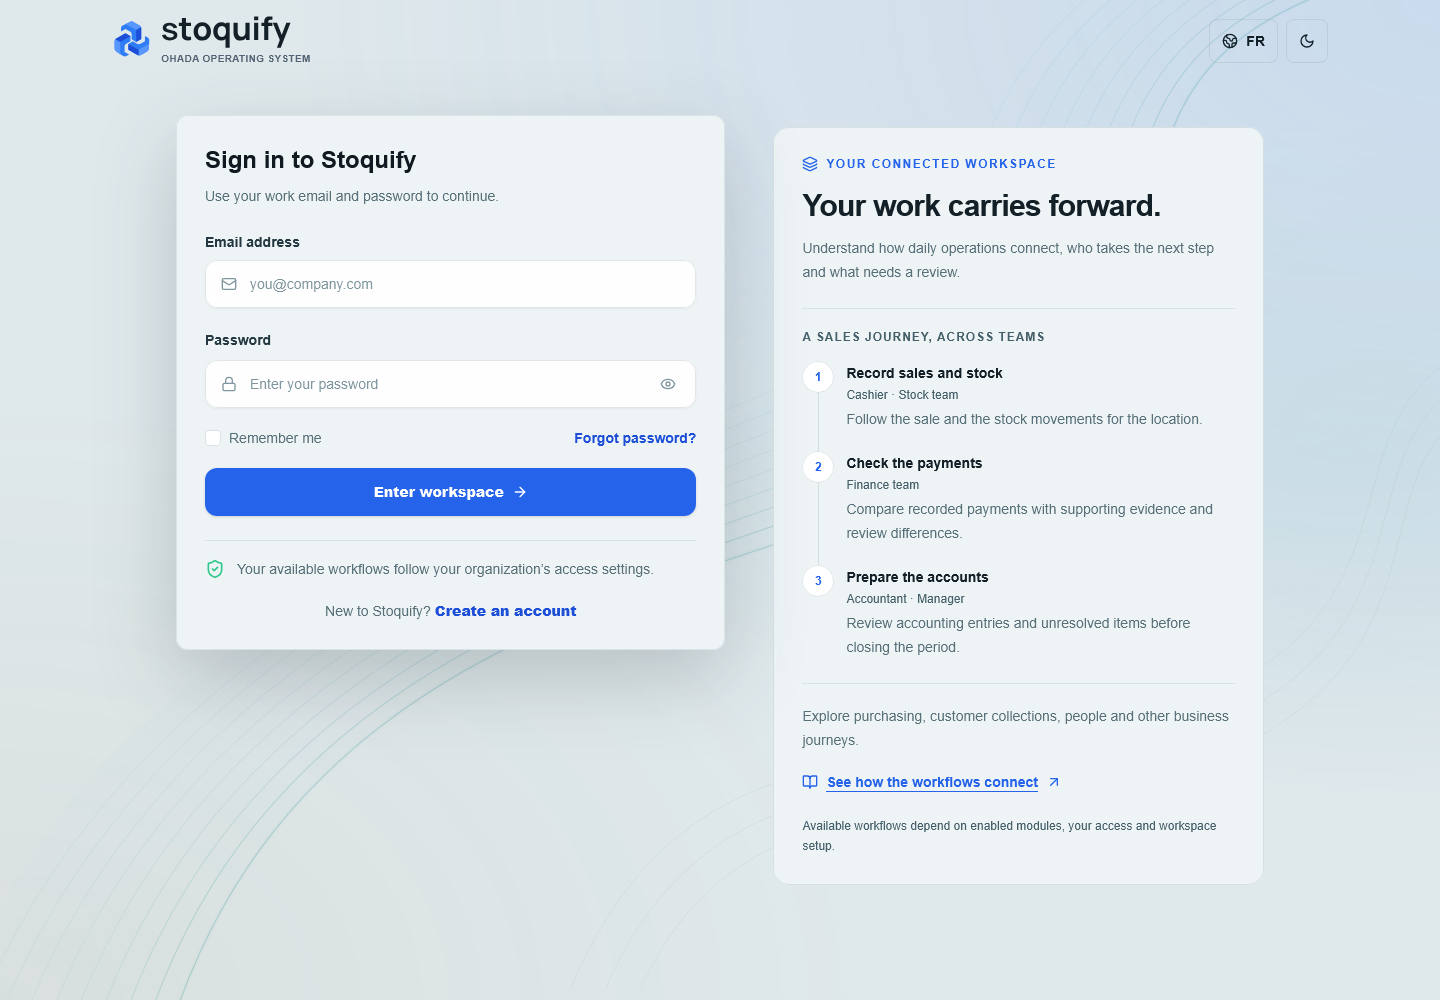 stoquify
OHADA OPERATING SYSTEM
FR
Sign in to Stoquify
Use your work email and password to continue.
Email address
you@company.com
Password
Enter your password
Remember me
Forgot password?
Enter workspace
Your available workflows follow your organization's access settings.
New to Stoquify? Create an account
YOUR CONNECTED WORKSPACE
Your work carries forward.
Understand how daily operations connect, who takes the next step
and what needs a review.
A SALES JOURNEY, ACROSS TEAMS
1
Record sales and stock
Cashier · Stock team
Follow the sale and the stock movements for the location.
2
Check the payments
Finance team
Compare recorded payments with supporting evidence and
review differences.
3
Prepare the accounts
Accountant · Manager
Review accounting entries and unresolved items before
closing the period.
Explore purchasing, customer collections, people and other business
journeys.
See how the workflows connect
Available workflows depend on enabled modules, your access and workspace
setup.